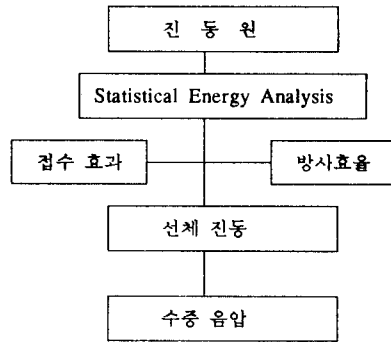 진 동 원
Statistical Energy Analysis
접수 효과
방사효율
선체 진동
수중 음압